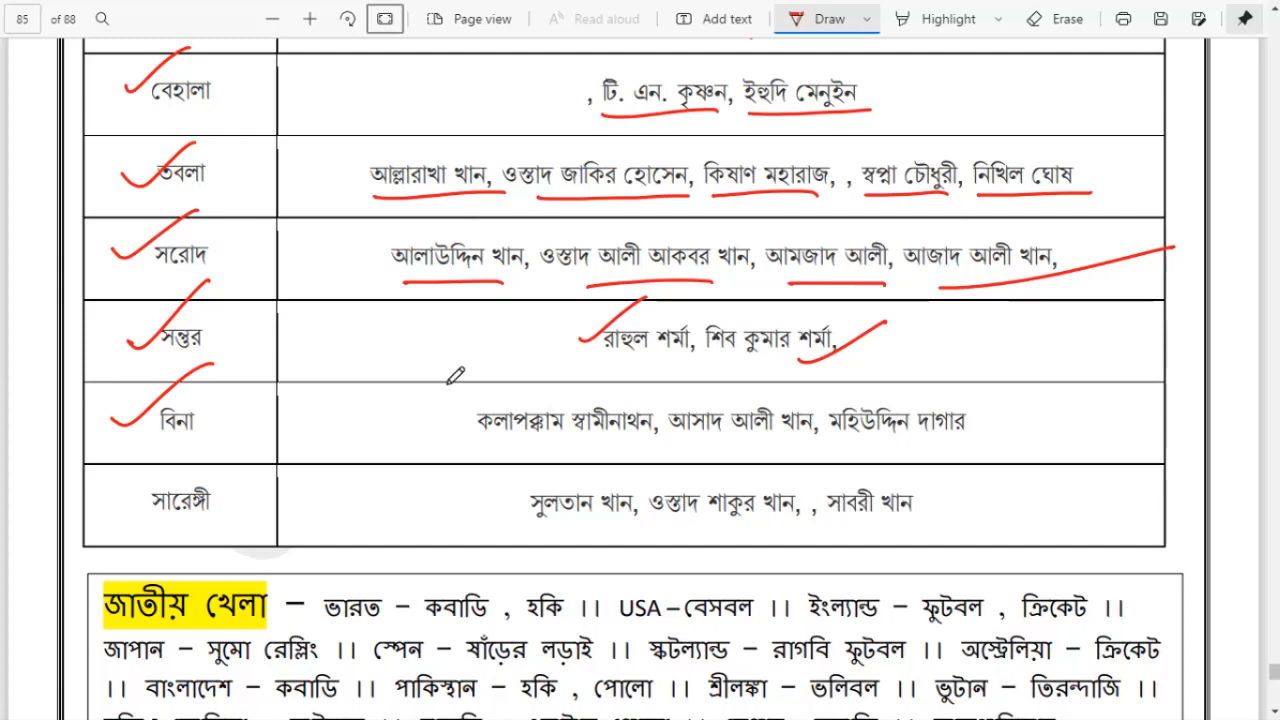 85 of 88 Page view Read aloud Add text Draw Highlight Erase
বেহালা , টি. এন. কৃষ্ণন, ইহুদি মেনুইন
তবলা আল্লারাখা খান, ওস্তাদ জাকির হোসেন, কিষাণ মহারাজ, , স্বপ্না চৌধুরী, নিখিল ঘোষ
সরোদ আলাউদ্দিন খান, ওস্তাদ আলী আকবর খান, আমজাদ আলী, আজাদ আলী খান,
সন্তুর রাহুল শর্মা, শিব কুমার শর্মা,
বিনা কলাপক্কাম স্বামীনাথন, আসাদ আলী খান, মহিউদ্দিন দাগার
সারেঙ্গী সুলতান খান, ওস্তাদ শাকুর খান, , সাবরী খান
জাতীয় খেলা – ভারত – কবাডি , হকি ।। USA – বেসবল ।। ইংল্যান্ড – ফুটবল , ক্রিকেট ।।
জাপান – সুমো রেস্লিং ।। স্পেন – ষাঁড়ের লড়াই ।। স্কটল্যান্ড – রাগবি ফুটবল ।। অস্ট্রেলিয়া – ক্রিকেট
।। বাংলাদেশ – কবাডি ।। পাকিস্থান – হকি , পোলো ।। শ্রীলঙ্কা – ভলিবল ।। ভুটান – তিরন্দাজি ।।